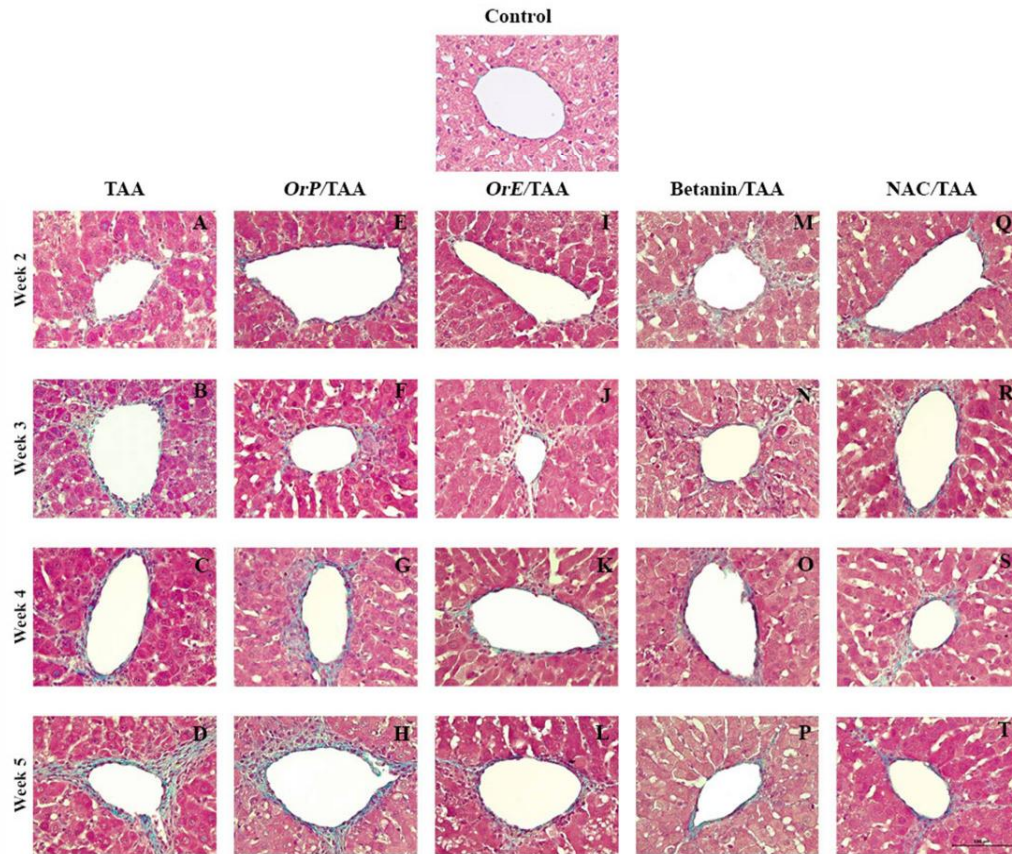 Control
TAA OrP/TAA OrE/TAA Betanin/TAA NAC/TAA
Week 2
A E I M Q
Week 3
B F J N R
Week 4
C G K O S
Week 5
D H L P T